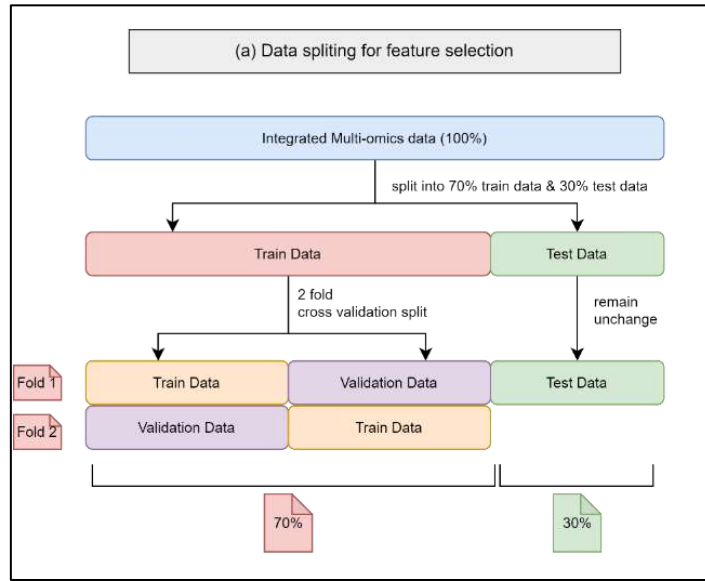 (a) Data spliting for feature selection
Integrated Multi-omics data (100%)
split into 70% train data & 30% test data
Train Data
Test Data
2 fold
cross validation split
remain
unchange
Fold 1
Train Data
Validation Data
Test Data
Fold 2
Validation Data
Train Data
70%
30%